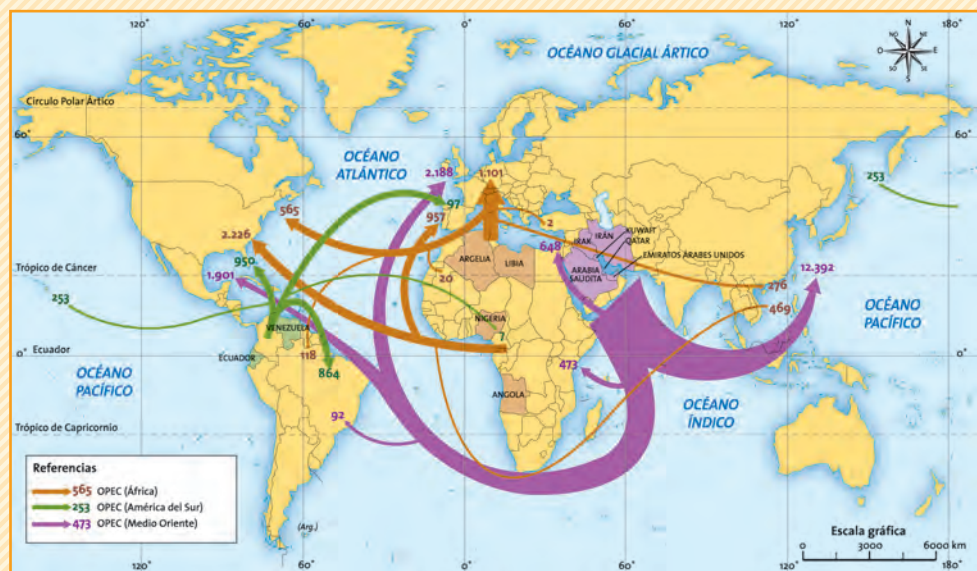 120°
60°
0°
60°
120°
180°
OCÉANO GLACIAL ÁRTICO
N
NO
NE
O
E
SO
SE
S
Círculo Polar Ártico
60°
60°
OCÉANO
ATLÁNTICO
2.188
1.101
253
97
565
957
2
2.226
KUWAIT
IRÁN
IRAK
QATAR
950
648
EMIRATOS ÁRABES UNIDOS
Trópico de Cáncer
1.901
ARGELIA
LIBIA
ARABIA
SAUDITA
12.392
20
276
253
469
OCÉANO
PACÍFICO
NIGERIA
VENEZUELA
7
118
0°
Ecuador
ECUADOR
864
473
0°
OCÉANO
PACÍFICO
ANGOLA
OCÉANO
ÍNDICO
92
Trópico de Capricornio
Referencias
565 OPEC (África)
253 OPEC (América del Sur)
473 OPEC (Medio Oriente)
(Arg.)
Escala gráfica
0 3000 6000 km
120°
60°
0°
60°
120°
180°